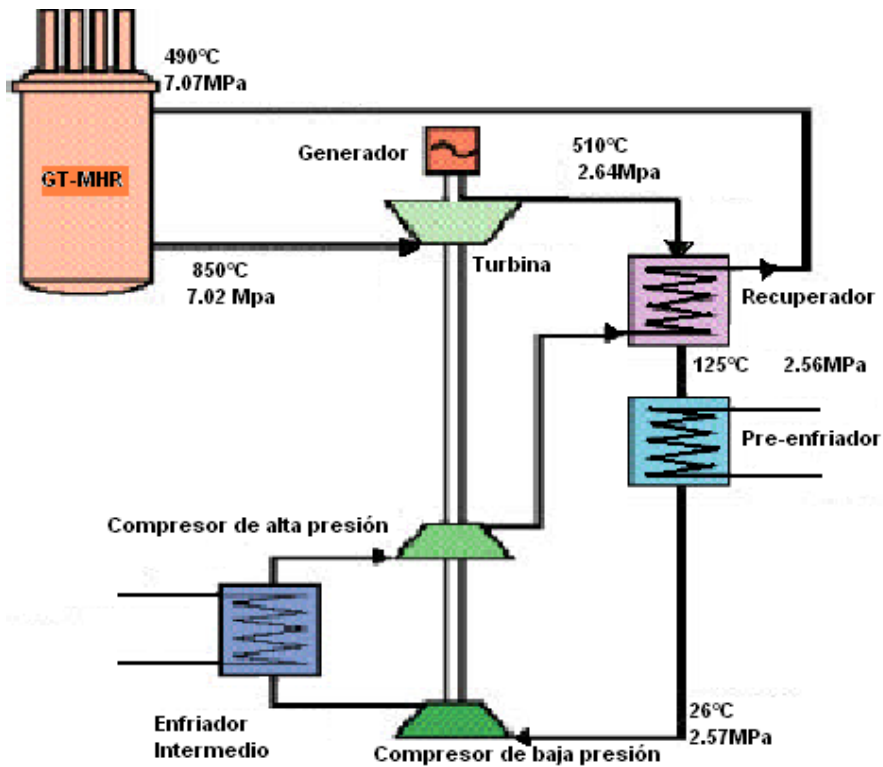 490°C
7.07MPa
GT-MHR
Generador
510°C
2.64Mpa
850°C
7.02 Mpa
Turbina
Recuperador
125°C 2.56MPa
Pre-enfriador
Compresor de alta presión
Enfriador
Intermedio
26°C
2.57MPa
Compresor de baja presión